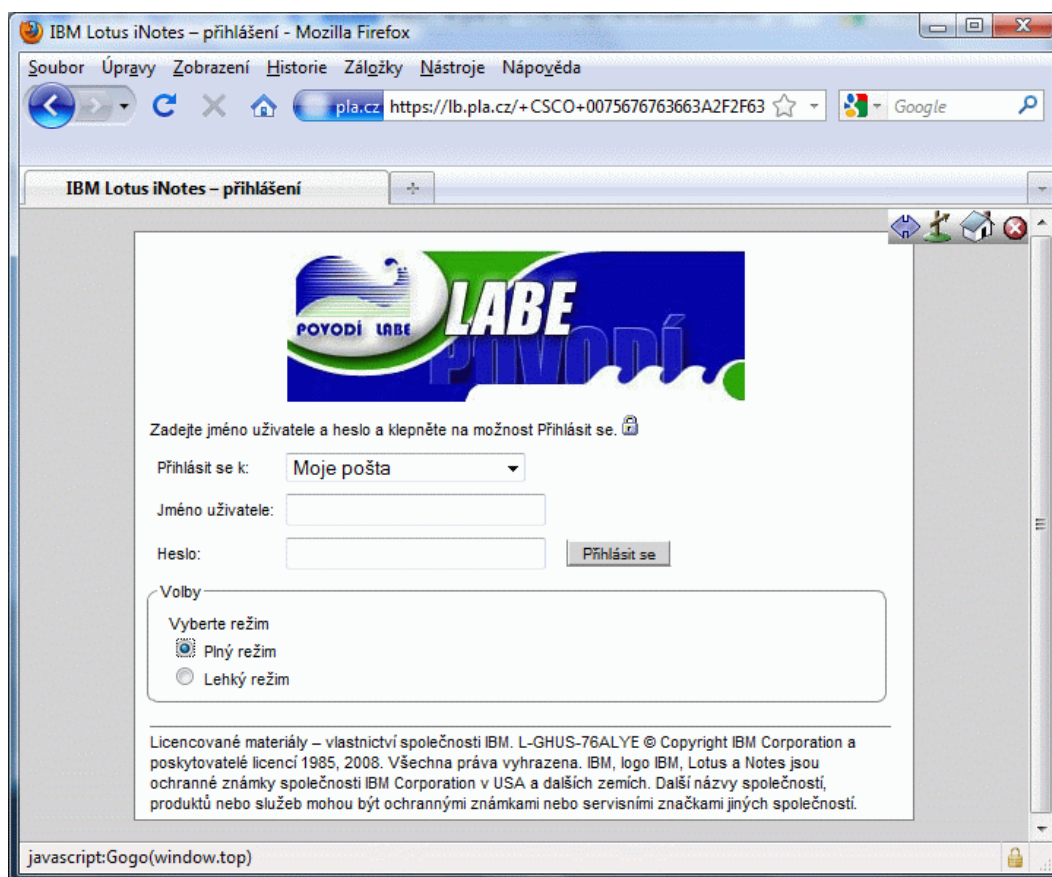 IBM Lotus iNotes – přihlášení - Mozilla Firefox
Soubor Úpravy Zobrazení Historie Záložky Nástroje Nápověda
pla.cz https://lb.pla.cz/+CSCO+0075676763663A2F2F63 Google
IBM Lotus iNotes – přihlášení
POVODÍ LABE
LABE
POVODÍ
Zadejte jméno uživatele a heslo a klepněte na možnost Přihlásit se.
Přihlásit se k: Moje pošta
Jméno uživatele:
Heslo: Přihlásit se
Volby
Vyberte režim
Plný režim
Lehký režim
Licencované materiály – vlastnictví společnosti IBM. L-GHUS-76ALYE © Copyright IBM Corporation a
poskytovatelé licencí 1985, 2008. Všechna práva vyhrazena. IBM, logo IBM, Lotus a Notes jsou
ochranné známky společnosti IBM Corporation v USA a dalších zemích. Další názvy společností,
produktů nebo služeb mohou být ochrannými známkami nebo servisními značkami jiných společností.
javascript:Gogo(window.top)